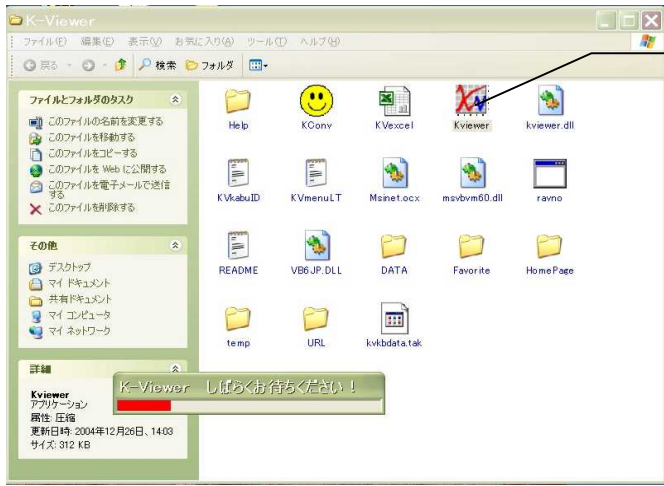 K-Viewer
ファイル(F) 編集(E) 表示(V) お気に入り(A) ツール(T) ヘルプ(H)
戻る 検索 フォルダ
ファイルとフォルダのタスク
このファイルの名前を変更する
このファイルを移動する
このファイルをコピーする
このファイルを Web に公開する
このファイルを電子メールで送信
する
このファイルを削除する
その他
デスクトップ
マイ ドキュメント
共有ドキュメント
マイ コンピュータ
マイ ネットワーク
詳細
Kviewer
アプリケーション
属性: 圧縮
更新日時: 2004年12月26日、14:03
サイズ: 312 KB
Help KConv KVexcel Kviewer kviewer.dll
KVkabuID KVmenuLT Msinet.ocx msvbvm60.dll ravno
README VB6JP.DLL DATA Favorite HomePage
temp URL kvkbdata.tak
K-Viewer しばらくお待ちください！